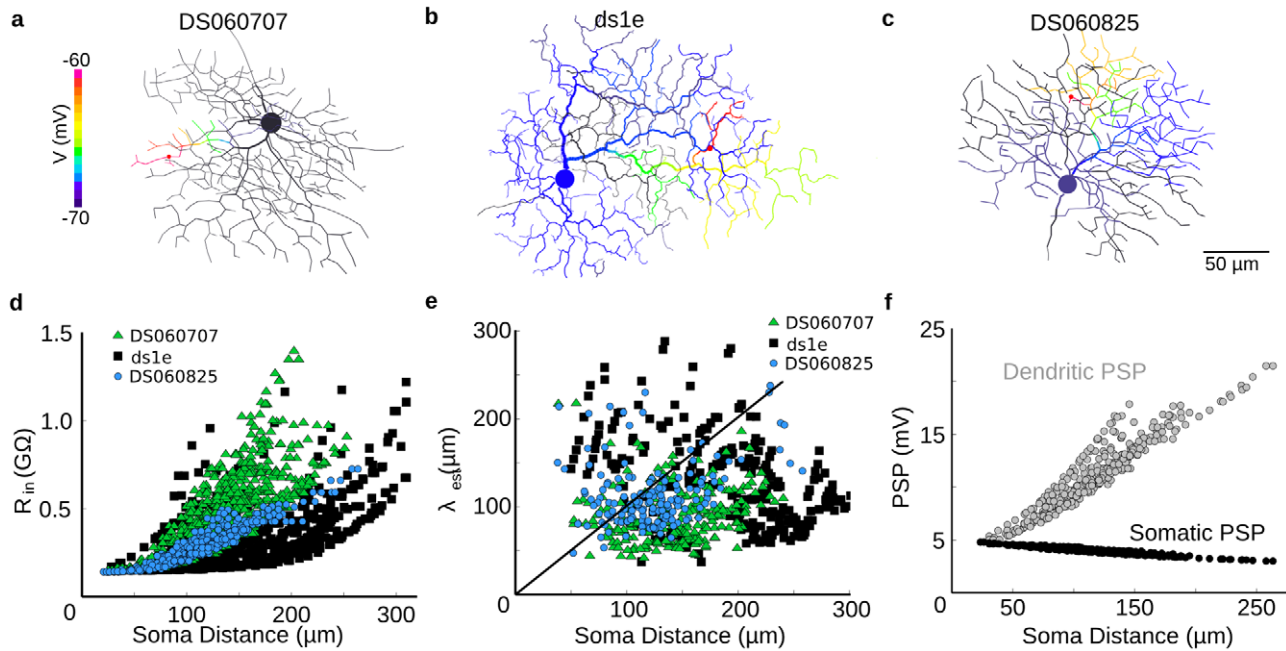 a
DS060707
b
ds1e
c
DS060825
-60
V (mV)
-70
50 µm
d
R in (GΩ)
1.5
1.0
0.5
0
100
200
300
Soma Distance (µm)
DS060707
ds1e
DS060825
e
λ est (µm)
300
200
100
0
100
200
300
Soma Distance (µm)
DS060707
ds1e
DS060825
f
PSP (mV)
25
15
5
0
50
150
250
Soma Distance (µm)
Dendritic PSP
Somatic PSP